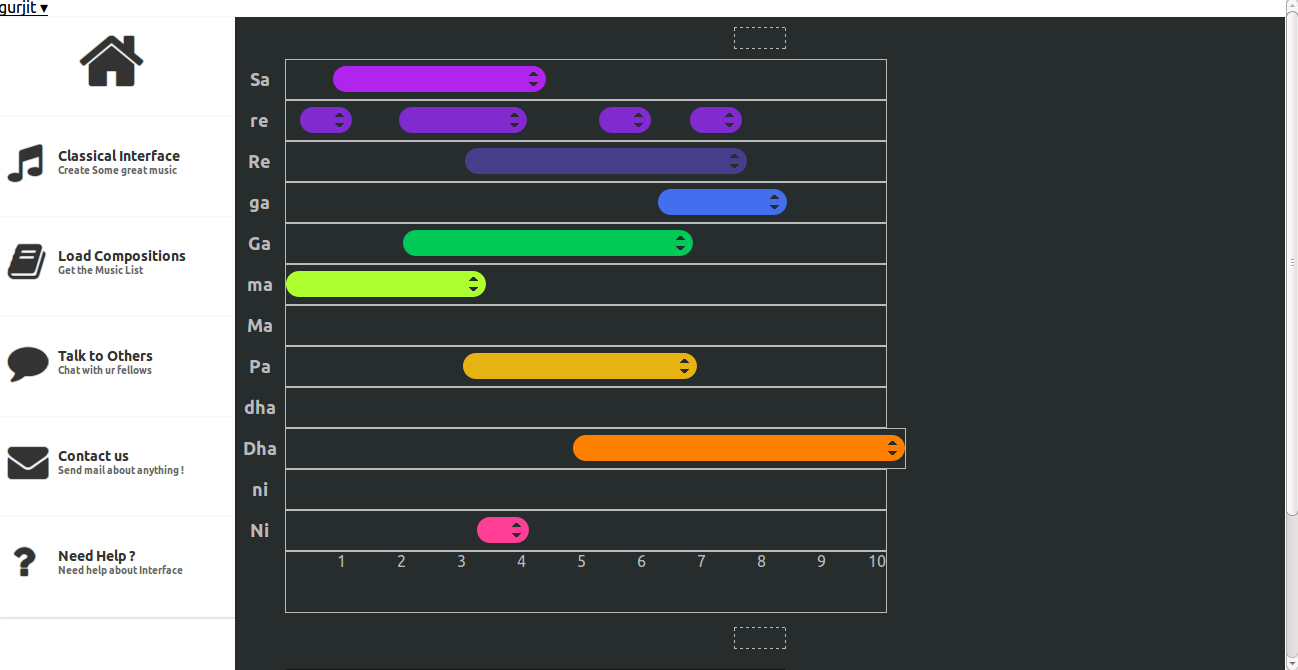 gurjit ▾
Classical Interface
Create Some great music
Load Compositions
Get the Music List
Talk to Others
Chat with ur fellows
Contact us
Send mail about anything !
Need Help ?
Need help about Interface
Sa
re
Re
ga
Ga
ma
Ma
Pa
dha
Dha
ni
Ni
1 2 3 4 5 6 7 8 9 10